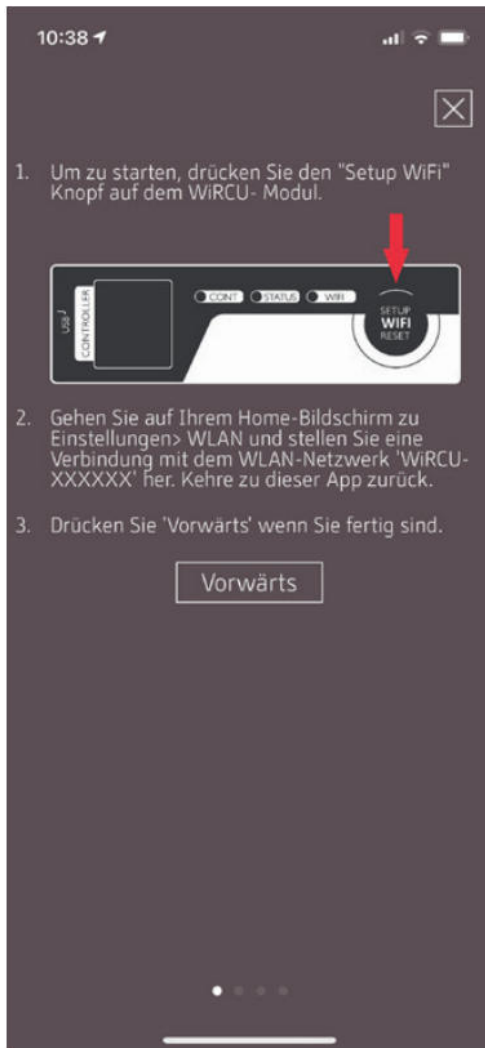 10:38
1. Um zu starten, drücken Sie den "Setup WiFi"
Knopf auf dem WiRCU- Modul.
USB
CONTROLLER
CONT
STATUS
WIFI
SETUP
WIFI
RESET
2. Gehen Sie auf Ihrem Home-Bildschirm zu
Einstellungen> WLAN und stellen Sie eine
Verbindung mit dem WLAN-Netzwerk 'WiRCU-
XXXXXX' her. Kehre zu dieser App zurück.
3. Drücken Sie 'Vorwärts' wenn Sie fertig sind.
Vorwärts